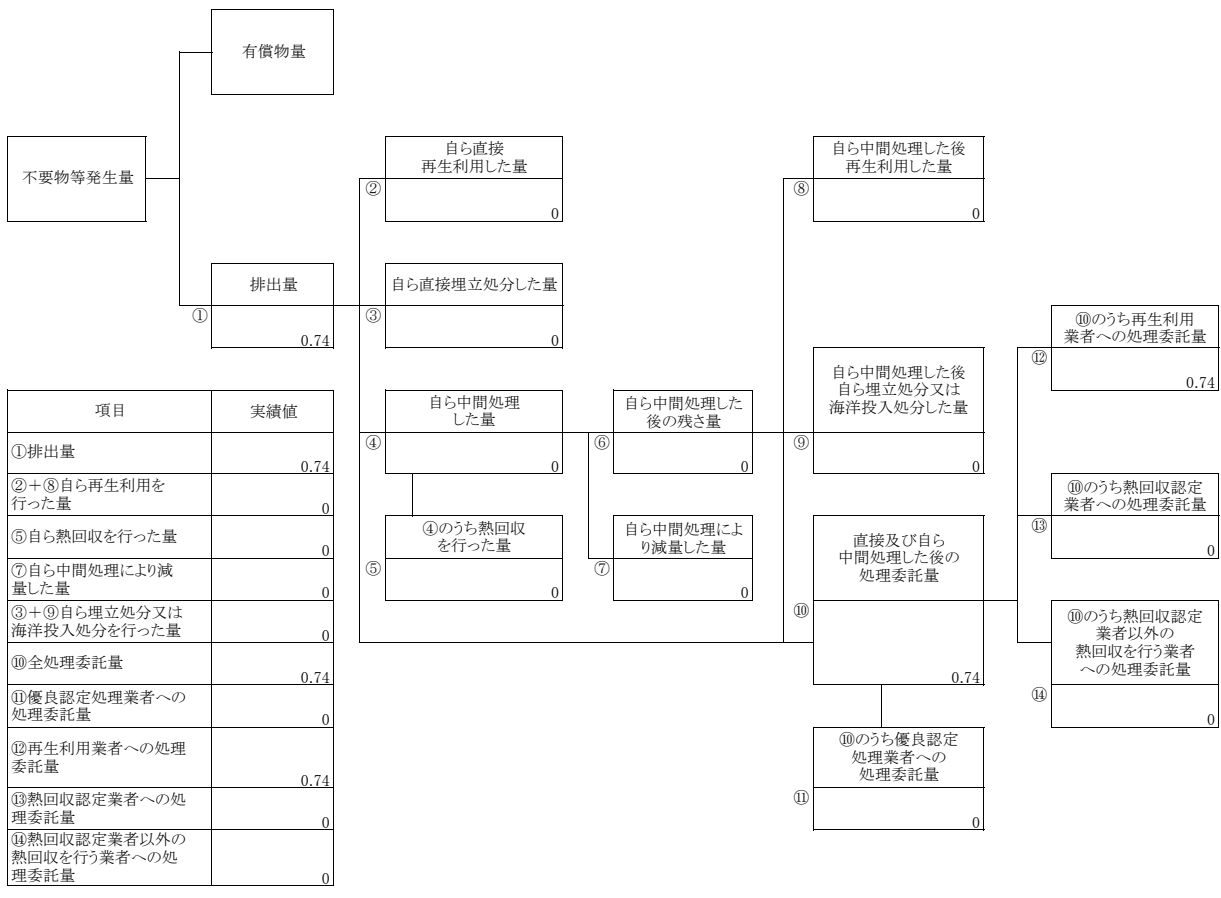 有償物量
不要物等発生量
自ら直接
再生利用した量
②
0
自ら中間処理した後
再生利用した量
⑧
0
排出量
①
0.74
自ら直接埋立処分した量
③
0
⑩のうち再生利用
業者への処理委託量
⑫
0.74
自ら中間処理した後
自ら埋立処分又は
海洋投入処分した量
⑨
0
自ら中間処理
した量
④
0
自ら中間処理した
後の残さ量
⑥
0
⑩のうち熱回収認定
業者への処理委託量
⑬
0
④のうち熱回収
を行った量
⑤
0
自ら中間処理によ
り減量した量
⑦
0
直接及び自ら
中間処理した後の
処理委託量
⑩
0.74
⑩のうち熱回収認定
業者以外の
熱回収を行う業者
への処理委託量
⑭
0
⑩のうち優良認定
処理業者への
処理委託量
⑪
0
項目 実績値
①排出量
0.74
②＋⑧自ら再生利用を
行った量
0
⑤自ら熱回収を行った量
0
⑦自ら中間処理により減
量した量
0
③＋⑨自ら埋立処分又は
海洋投入処分を行った量
0
⑩全処理委託量
0.74
⑪優良認定処理業者への
処理委託量
0
⑫再生利用業者への処理
委託量
0.74
⑬熱回収認定業者への処
理委託量
0
⑭熱回収認定業者以外の
熱回収を行う業者への処
理委託量
0